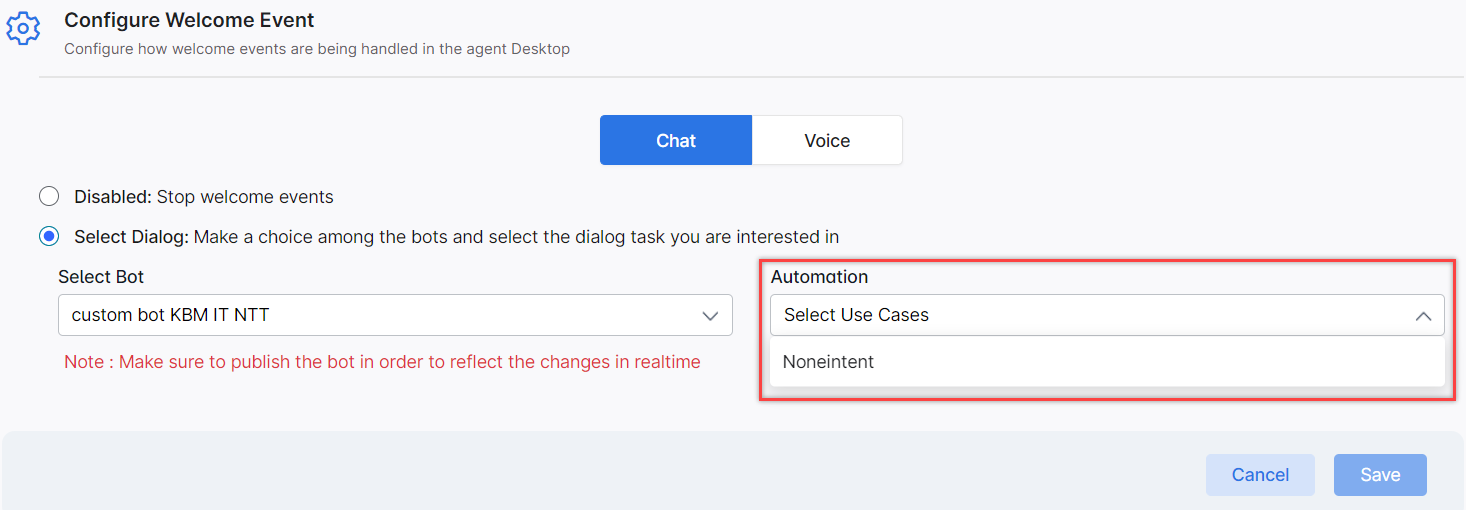 Configure Welcome Event
Configure how welcome events are being handled in the agent Desktop
Chat
Voice
Disabled: Stop welcome events
Select Dialog: Make a choice among the bots and select the dialog task you are interested in
Select Bot
custom bot KBM IT NTT
Note : Make sure to publish the bot in order to reflect the changes in realtime
Automation
Select Use Cases
Noneintent
Cancel
Save